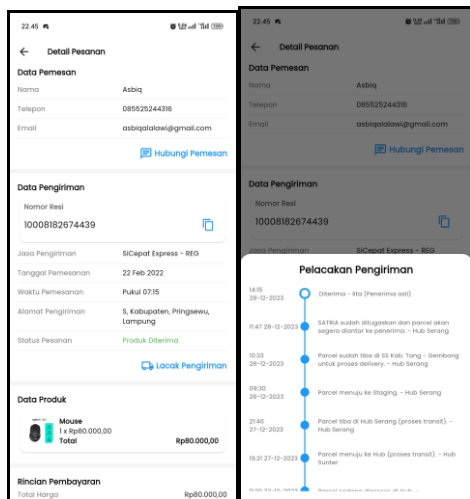 22.45
Detail Pesanan
Data Pemesan
Nama Asbiq
Telepon 085525244316
Email asbiqalalawi@gmail.com
Hubungi Pemesan
Data Pengiriman
Nomor Resi
10008182674439
Jasa Pengiriman SiCepat Express - REG
Tanggal Pemesanan 22 Feb 2022
Waktu Pemesanan Pukul 07:15
Alamat Pengiriman 5, Kabupaten, Pringsewu,
Lampung
Status Pesanan Produk Diterima
Lacak Pengiriman
Data Produk
Mouse
1 x Rp80.000,00
Total Rp80.000,00
Rincian Pembayaran
Total Harga Rp80.000,00
22.45
Detail Pesanan
Data Pemesan
Nama Asbiq
Telepon 085525244316
Email asbiqalalawi@gmail.com
Hubungi Pemesan
Data Pengiriman
Nomor Resi
10008182674439
Jasa Pengiriman SiCepat Express - REG
Pelacakan Pengiriman
14:15
28-12-2023
Diterima - Ita (Penerima asli)
11:47 28-12-2023
SATRIA sudah ditugaskan dan parcel akan
segera diantar ke penerima. - Hub Serang
10:33
28-12-2023
Parcel sudah tiba di SS Kab. Tang - Gembong
untuk proses delivery. - Hub Serang
09:30
28-12-2023
Parcel menuju ke Staging. - Hub Serang
21:46
27-12-2023
Parcel tiba di Hub Serang (proses transit). -
Hub Serang
19:21 27-12-2023
Parcel menuju ke Hub (proses transit). - Hub
Sunter